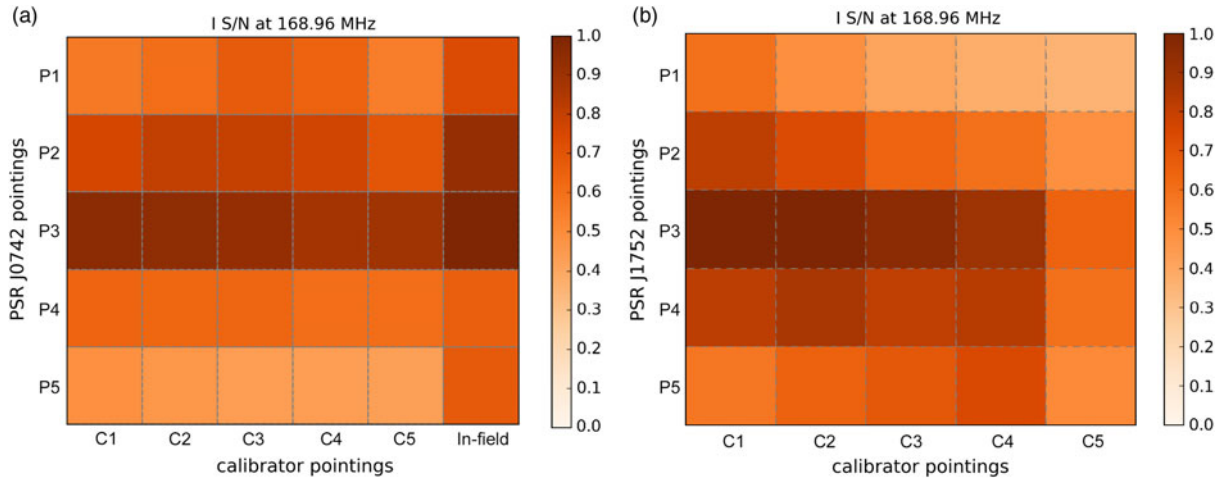 (a)
I S/N at 168.96 MHz
PSR J0742 pointings
P1
P2
P3
P4
P5
C1 C2 C3 C4 C5 In-field
calibrator pointings
1.0
0.9
0.8
0.7
0.6
0.5
0.4
0.3
0.2
0.1
0.0
(b)
I S/N at 168.96 MHz
PSR J1752 pointings
P1
P2
P3
P4
P5
C1 C2 C3 C4 C5
calibrator pointings
1.0
0.9
0.8
0.7
0.6
0.5
0.4
0.3
0.2
0.1
0.0